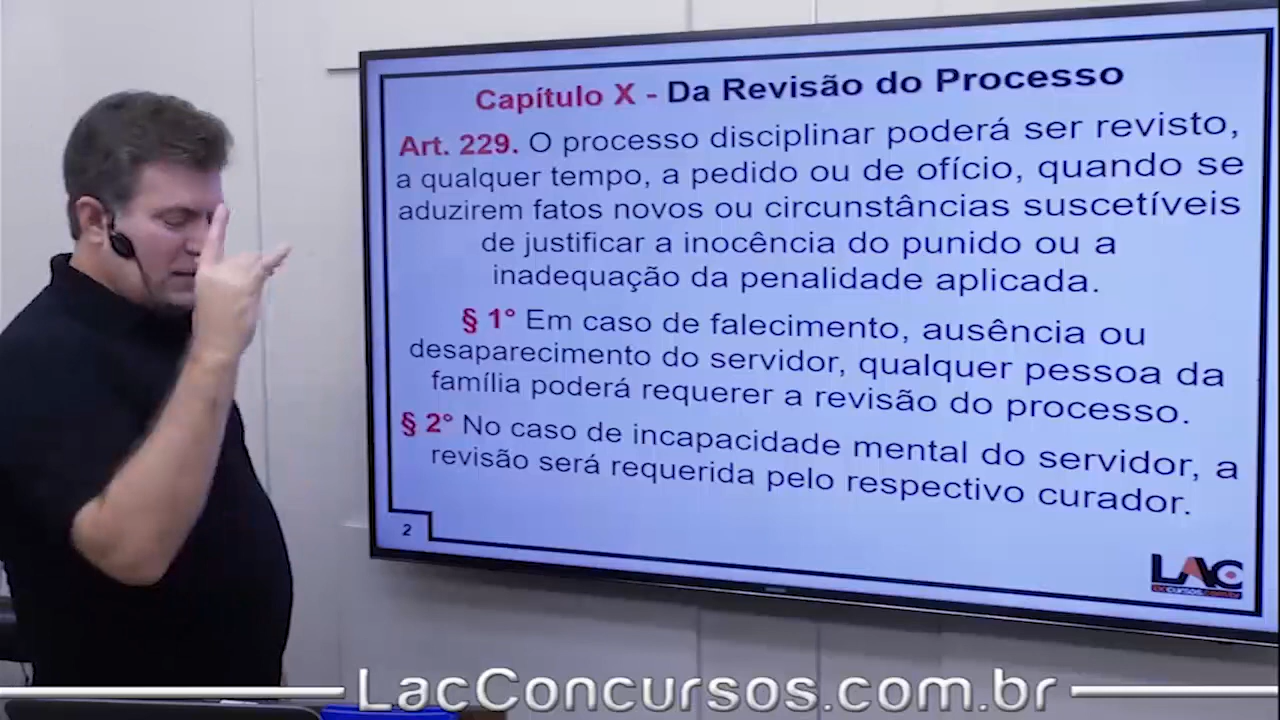 Capítulo X - Da Revisão do Processo
Art. 229. O processo disciplinar poderá ser revisto,
a qualquer tempo, a pedido ou de ofício, quando se
aduzirem fatos novos ou circunstâncias suscetíveis
de justificar a inocência do punido ou a
inadequação da penalidade aplicada.
§ 1° Em caso de falecimento, ausência ou
desaparecimento do servidor, qualquer pessoa da
família poderá requerer a revisão do processo.
§ 2° No caso de incapacidade mental do servidor, a
revisão será requerida pelo respectivo curador.
2
LAC
lacconcursos.com.br
LacConcursos.com.br